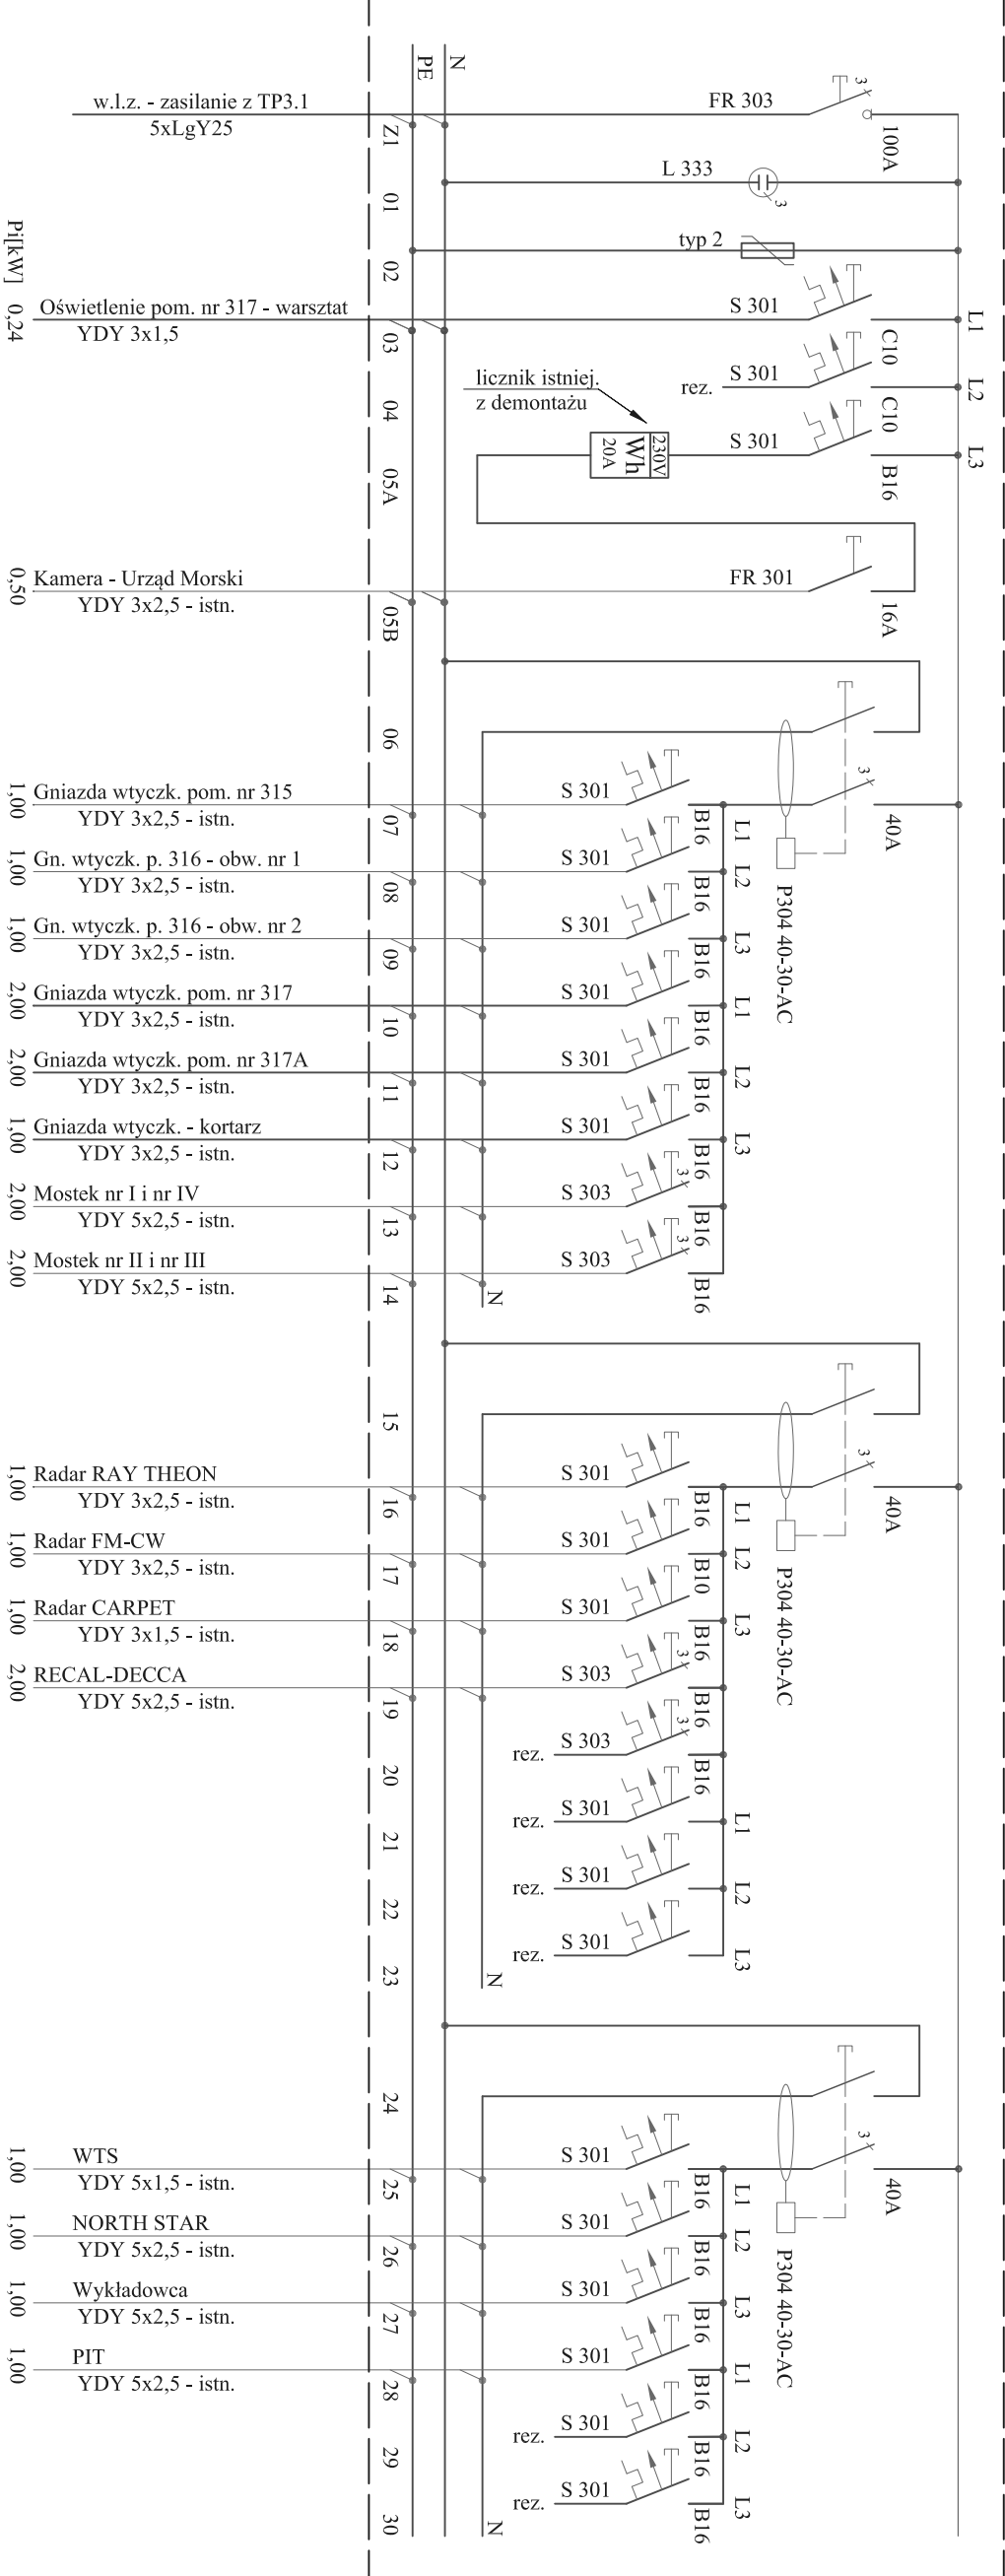 N
PE
w.l.z. - zasilanie z TP3.1
5xLgY25
Z1
FR 303
3
100A
01
L 333
3
02
typ 2
Pi[kW]
0,24
Oświetlenie pom. nr 317 - warsztat
YDY 3x1,5
03
S 301
C10
L1
04
rez.
S 301
C10
L2
licznik istniej.
z demontażu
05A
230V
Wh
20A
S 301
B16
L3
0,50
Kamera - Urząd Morski
YDY 3x2,5 - istn.
05B
FR 301
16A
06
3
40A
P304 40-30-AC
1,00
Gniazda wtyczk. pom. nr 315
YDY 3x2,5 - istn.
07
S 301
B16
L1
1,00
Gn. wtyczk. p. 316 - obw. nr 1
YDY 3x2,5 - istn.
08
S 301
B16
L2
1,00
Gn. wtyczk. p. 316 - obw. nr 2
YDY 3x2,5 - istn.
09
S 301
B16
L3
2,00
Gniazda wtyczk. pom. nr 317
YDY 3x2,5 - istn.
10
S 301
B16
L1
2,00
Gniazda wtyczk. pom. nr 317A
YDY 3x2,5 - istn.
11
S 301
B16
L2
1,00
Gniazda wtyczk. - kortarz
YDY 3x2,5 - istn.
12
S 301
B16
L3
2,00
Mostek nr I i nr IV
YDY 5x2,5 - istn.
13
S 303
3
B16
2,00
Mostek nr II i nr III
YDY 5x2,5 - istn.
14
S 303
3
B16
N
15
3
40A
P304 40-30-AC
1,00
Radar RAY THEON
YDY 3x2,5 - istn.
16
S 301
B16
L1
1,00
Radar FM-CW
YDY 3x2,5 - istn.
17
S 301
B10
L2
1,00
Radar CARPET
YDY 3x1,5 - istn.
18
S 301
B16
L3
2,00
RECAL-DECCA
YDY 5x2,5 - istn.
19
S 303
3
B16
20
rez.
S 303
3
B16
21
rez.
S 301
L1
22
rez.
S 301
L2
23
rez.
S 301
L3
N
24
3
40A
P304 40-30-AC
1,00
WTS
YDY 5x1,5 - istn.
25
S 301
B16
L1
1,00
NORTH STAR
YDY 5x2,5 - istn.
26
S 301
B16
L2
1,00
Wykładowca
YDY 5x2,5 - istn.
27
S 301
B16
L3
1,00
PIT
YDY 5x2,5 - istn.
28
S 301
B16
L1
29
rez.
S 301
B16
L2
30
rez.
S 301
B16
L3
N